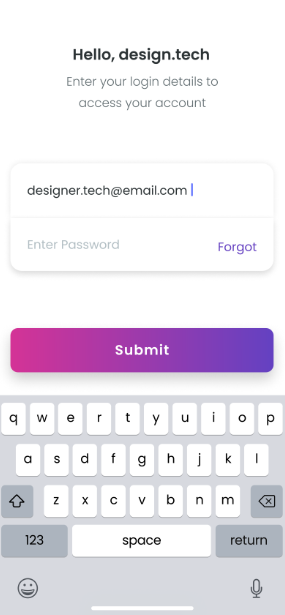 Hello, design.tech
Enter your login details to
access your account
designer.tech@email.com
Enter Password
Forgot
Submit
q w e r t y u i o p
a s d f g h j k l
z x c v b n m
123 space return